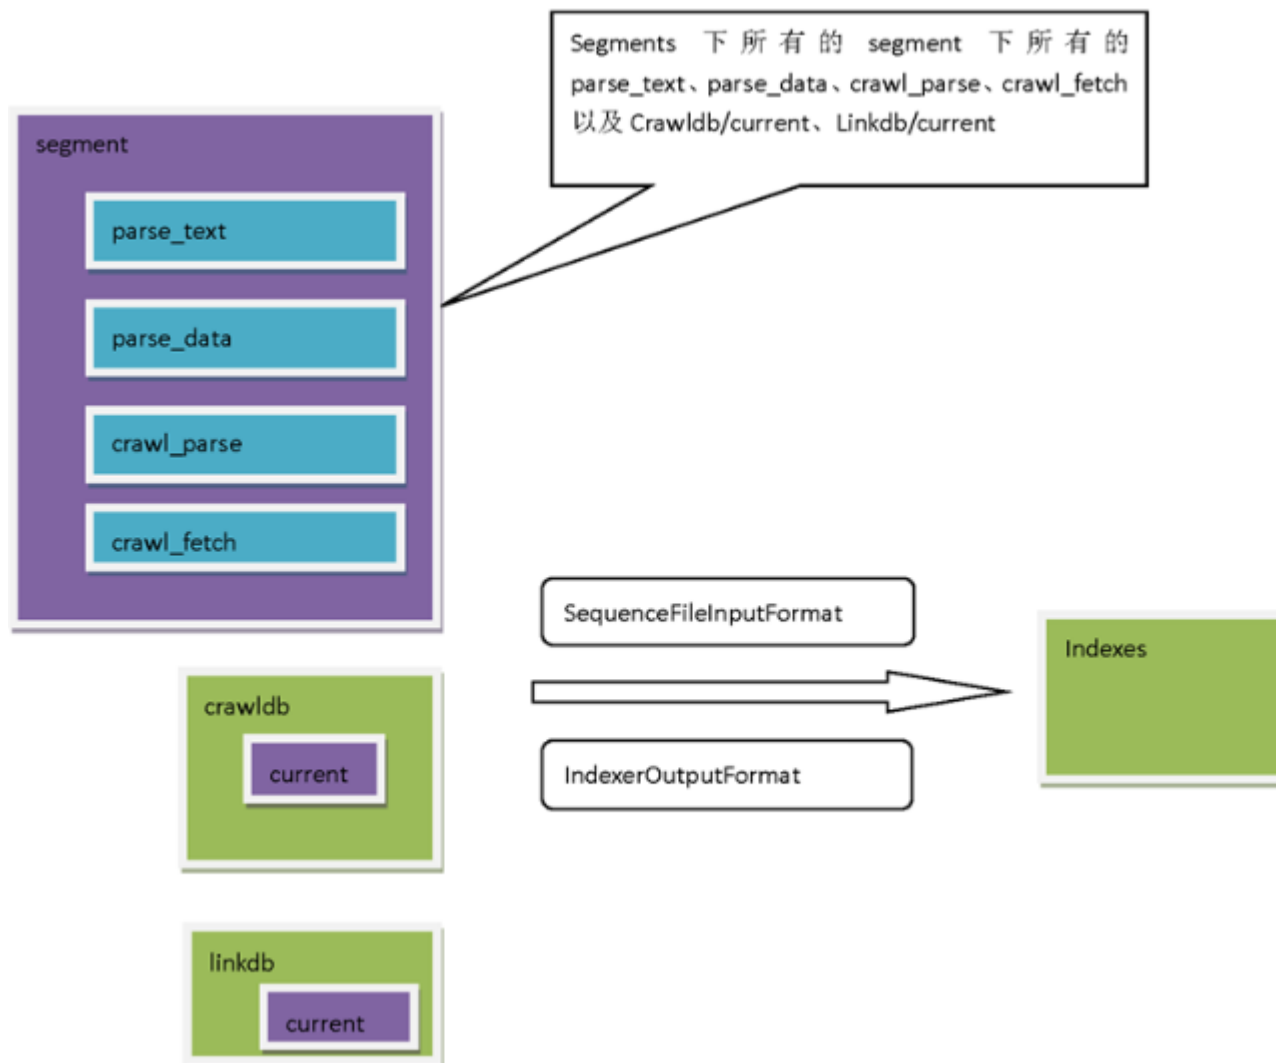 Segments 下所有的 segment 下所有的
parse_text、parse_data、crawl_parse、crawl_fetch
以及 Crawldb/current、Linkdb/current
segment
parse_text
parse_data
crawl_parse
crawl_fetch
SequenceFileInputFormat
Indexes
crawldb
current
IndexerOutputFormat
linkdb
current